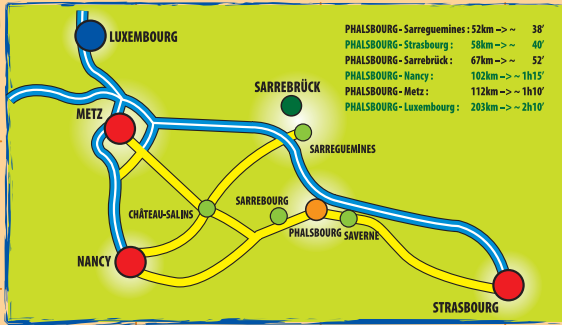 LUXEMBOURG
PHALSBOURG - Sarreguemines : 52km –> ~ 38'
PHALSBOURG - Strasbourg : 58km –> ~ 40'
PHALSBOURG - Sarrebrück : 67km –> ~ 52'
PHALSBOURG - Nancy : 102km –> ~ 1h15'
PHALSBOURG - Metz : 112km –> ~ 1h10'
PHALSBOURG - Luxembourg : 203km –> ~ 2h10'
SARREBRÜCK
METZ
SARREGUEMINES
SARREBOURG
CHÂTEAU-SALINS
PHALSBOURG
SAVERNE
NANCY
STRASBOURG